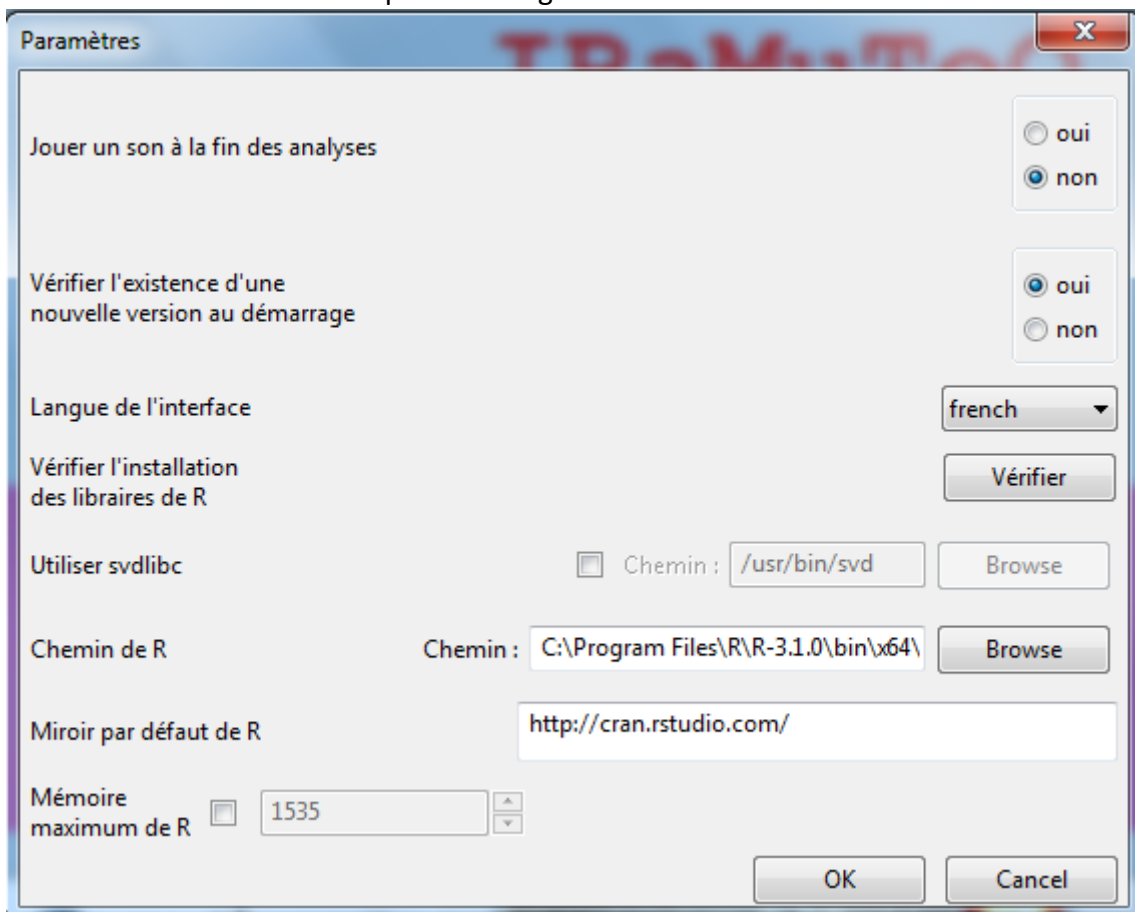 Paramètres
IRaMuTeQ
Jouer un son à la fin des analyses
oui
non
Vérifier l'existence d'une
nouvelle version au démarrage
oui
non
Langue de l'interface
french
Vérifier l'installation
des libraires de R
Vérifier
Utiliser svdlibc
Chemin :
/usr/bin/svd
Browse
Chemin de R
Chemin :
C:\Program Files\R\R-3.1.0\bin\x64\
Browse
Miroir par défaut de R
http://cran.rstudio.com/
Mémoire
maximum de R
1535
OK
Cancel